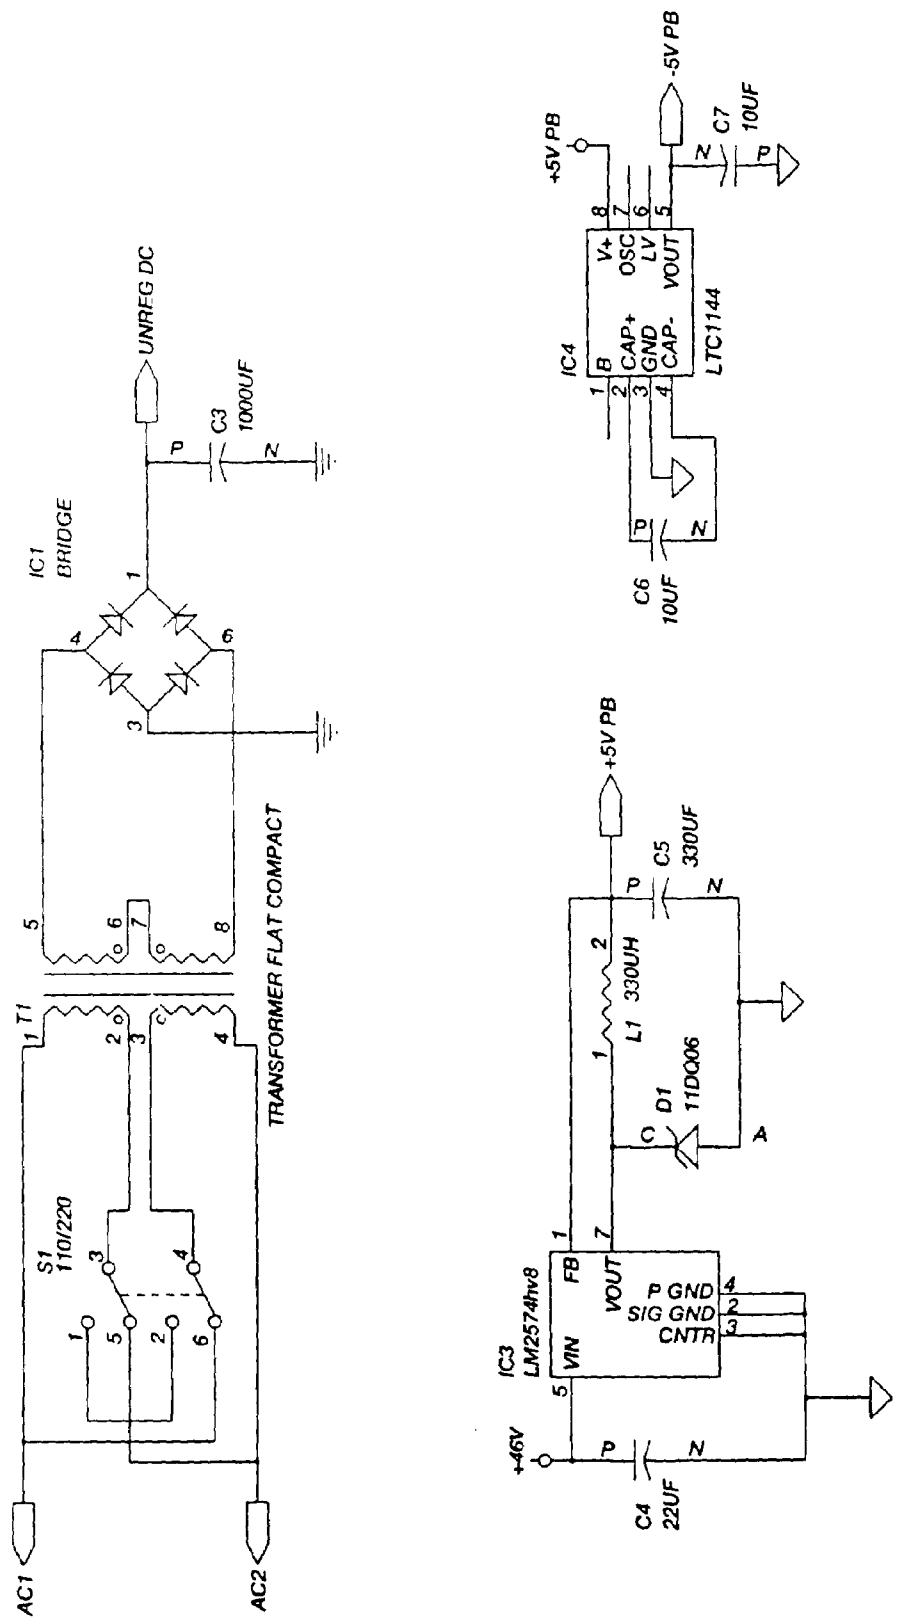 AC1
AC2
S1
110/220
1
5
2
6
3
4
T1
1
2
3
4
5
6
7
8
TRANSFORMER FLAT COMPACT
IC1
BRIDGE
4
1
3
6
UNREG DC
P
N
C3
1000UF
+46V
P
N
C4
22UF
IC3
LM2574hv8
5
VIN
FB
VOUT
P GND
SIG GND
CNTR
1
7
4
2
3
C
D1
11DQ06
A
1
L1
330UH
2
P
N
C5
330UF
+5V PB
C6
10UF
P
N
IC4
1
2
3
4
B
CAP+
GND
CAP-
V+
OSC
LV
VOUT
8
7
6
5
LTC1144
+5V PB
-5V PB
N
P
C7
10UF